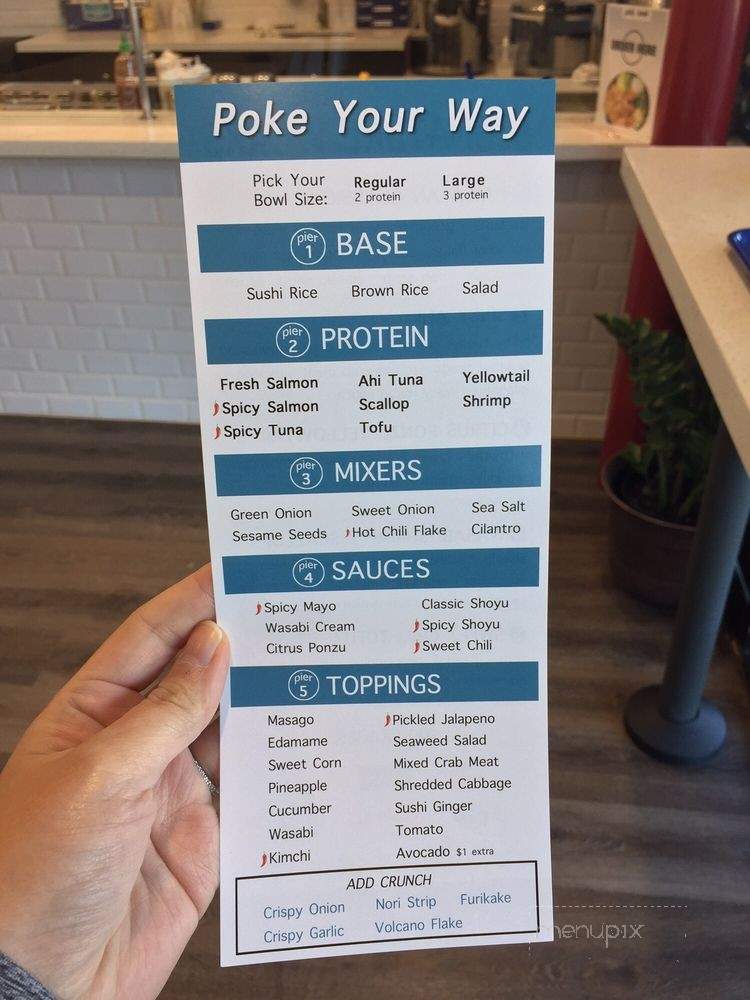 ORDER HERE
Poke Your Way
Pick Your Bowl Size:
Regular
2 protein
Large
3 protein
pier 1 BASE
Sushi Rice Brown Rice Salad
pier 2 PROTEIN
Fresh Salmon Ahi Tuna Yellowtail
Spicy Salmon Scallop Shrimp
Spicy Tuna Tofu
pier 3 MIXERS
Green Onion Sweet Onion Sea Salt
Sesame Seeds Hot Chili Flake Cilantro
pier 4 SAUCES
Spicy Mayo Classic Shoyu
Wasabi Cream Spicy Shoyu
Citrus Ponzu Sweet Chili
pier 5 TOPPINGS
Masago Pickled Jalapeno
Edamame Seaweed Salad
Sweet Corn Mixed Crab Meat
Pineapple Shredded Cabbage
Cucumber Sushi Ginger
Wasabi Tomato
Kimchi Avocado $1 extra
ADD CRUNCH
Crispy Onion Nori Strip Furikake
Crispy Garlic Volcano Flake
menupix